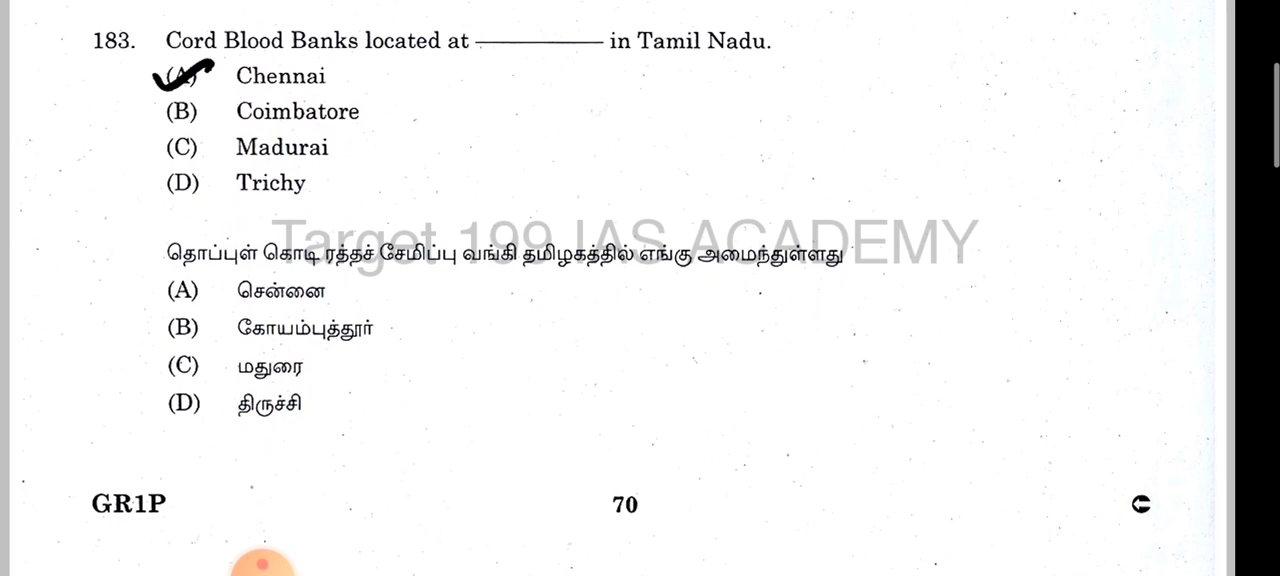 183. Cord Blood Banks located at ———— in Tamil Nadu.
(A) Chennai
(B) Coimbatore
(C) Madurai
(D) Trichy
Target 199 IAS ACADEMY
தொப்புள் கொடி ரத்தச் சேமிப்பு வங்கி தமிழகத்தில் எங்கு அமைந்துள்ளது
(A) சென்னை
(B) கோயம்புத்தூர்
(C) மதுரை
(D) திருச்சி
GR1P 70